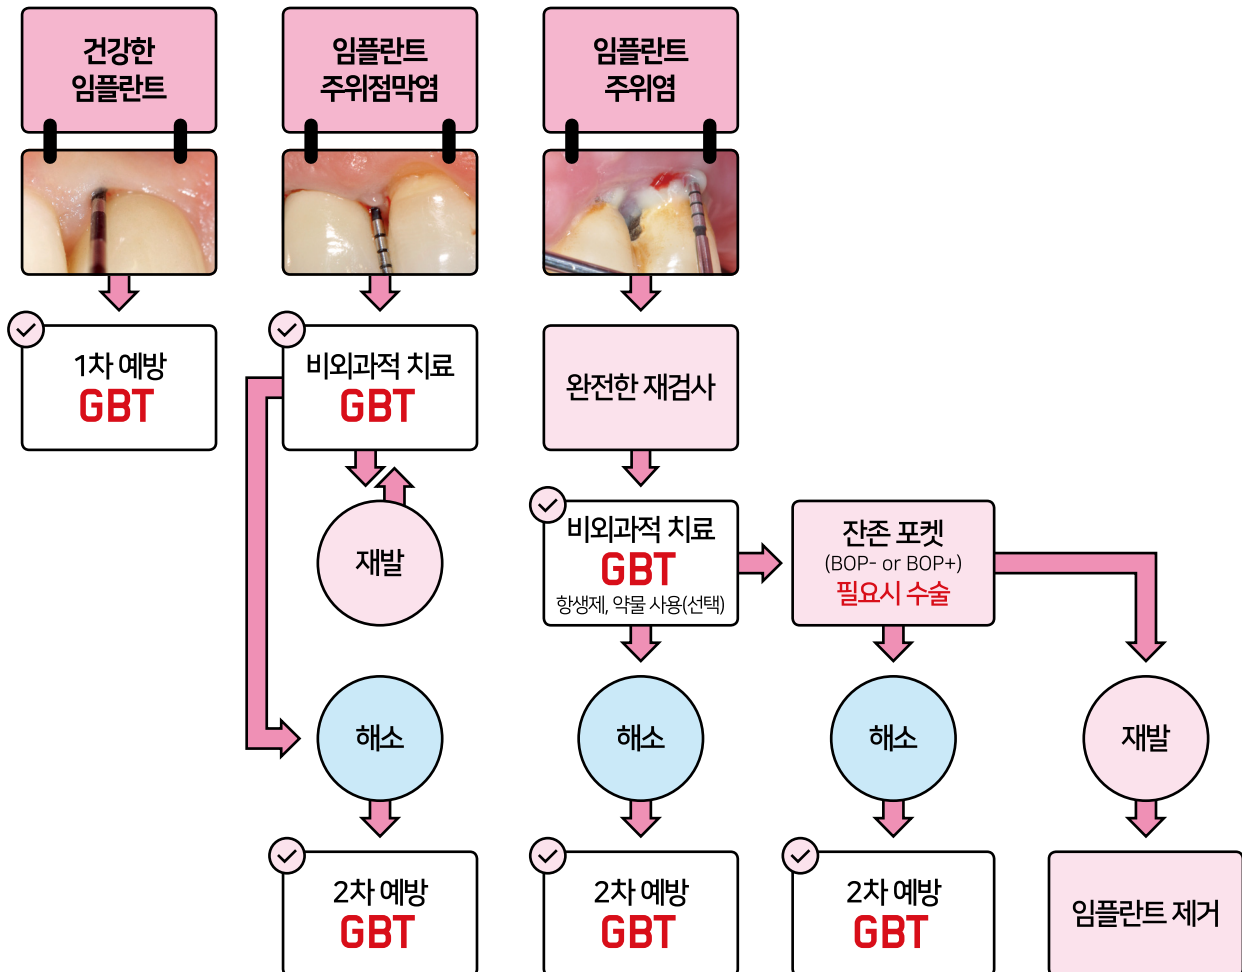 건강한
임플란트
임플란트
주위점막염
임플란트
주위염
1차 예방
GBT
비외과적 치료
GBT
완전한 재검사
재발
비외과적 치료
GBT
항생제, 약물 사용(선택)
잔존 포켓
(BOP- or BOP+)
필요시 수술
해소
해소
해소
재발
2차 예방
GBT
2차 예방
GBT
2차 예방
GBT
임플란트 제거